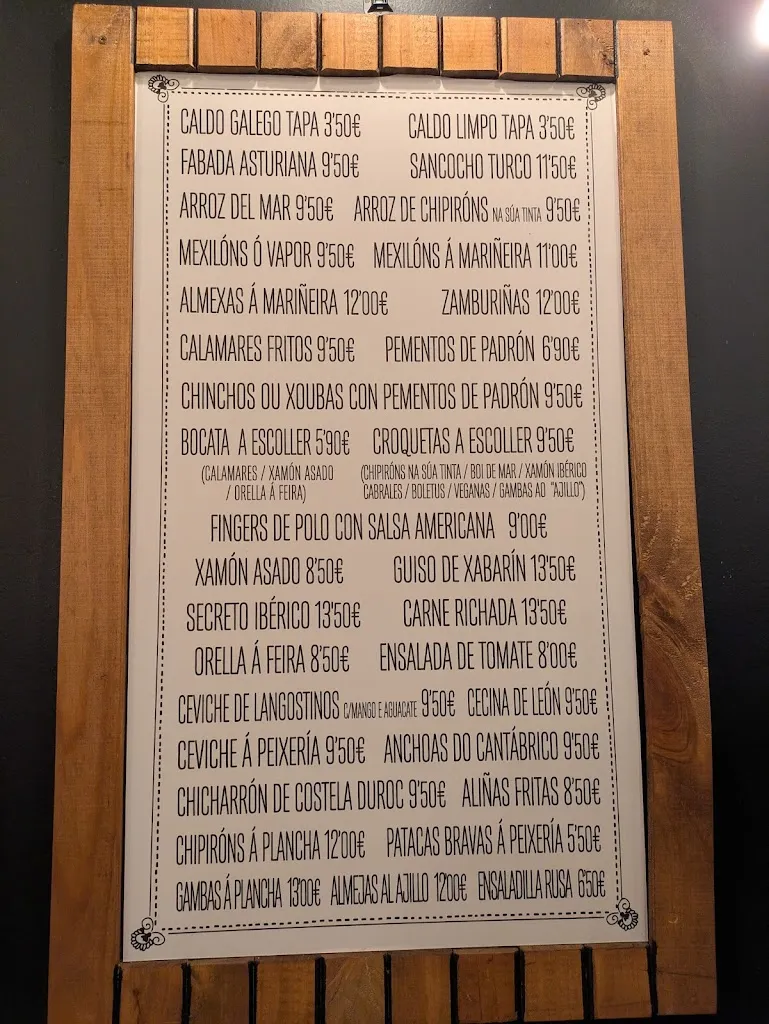 CALDO GALEGO TAPA 3'50€ CALDO LIMPO TAPA 3'50€
FABADA ASTURIANA 9'50€ SANCOCHO TURCO 11'50€
ARROZ DEL MAR 9'50€ ARROZ DE CHIPIRÓNS NA SÚA TINTA 9'50€
MEXILÓNS Ó VAPOR 9'50€ MEXILÓNS Á MARIÑEIRA 11'00€
ALMEXAS Á MARIÑEIRA 12'00€ ZAMBURIÑAS 12'00€
CALAMARES FRITOS 9'50€ PEMENTOS DE PADRÓN 6'90€
CHINCHOS OU XOUBAS CON PEMENTOS DE PADRÓN 9'50€
BOCATA A ESCOLLER 5'90€ CROQUETAS A ESCOLLER 9'50€
(CALAMARES / XAMÓN ASADO (CHIPIRÓNS NA SÚA TINTA / BOI DE MAR / XAMÓN IBÉRICO
/ ORELLA Á FEIRA) CABRALES / BOLETUS / VEGANAS / GAMBAS AO "AJILLO")
FINGERS DE POLO CON SALSA AMERICANA 9'00€
XAMÓN ASADO 8'50€ GUISO DE XABARÍN 13'50€
SECRETO IBÉRICO 13'50€ CARNE RICHADA 13'50€
ORELLA Á FEIRA 8'50€ ENSALADA DE TOMATE 8'00€
CEVICHE DE LANGOSTINOS C/MANGO E AGUACATE 9'50€ CECINA DE LEÓN 9'50€
CEVICHE Á PEIXERÍA 9'50€ ANCHOAS DO CANTÁBRICO 9'50€
CHICHARRÓN DE COSTELA DUROC 9'50€ ALIÑAS FRITAS 8'50€
CHIPIRÓNS Á PLANCHA 12'00€ PATACAS BRAVAS Á PEIXERÍA 5'50€
GAMBAS Á PLANCHA 13'00€ ALMEJAS AL AJILLO 12'00€ ENSALADILLA RUSA 6'50€